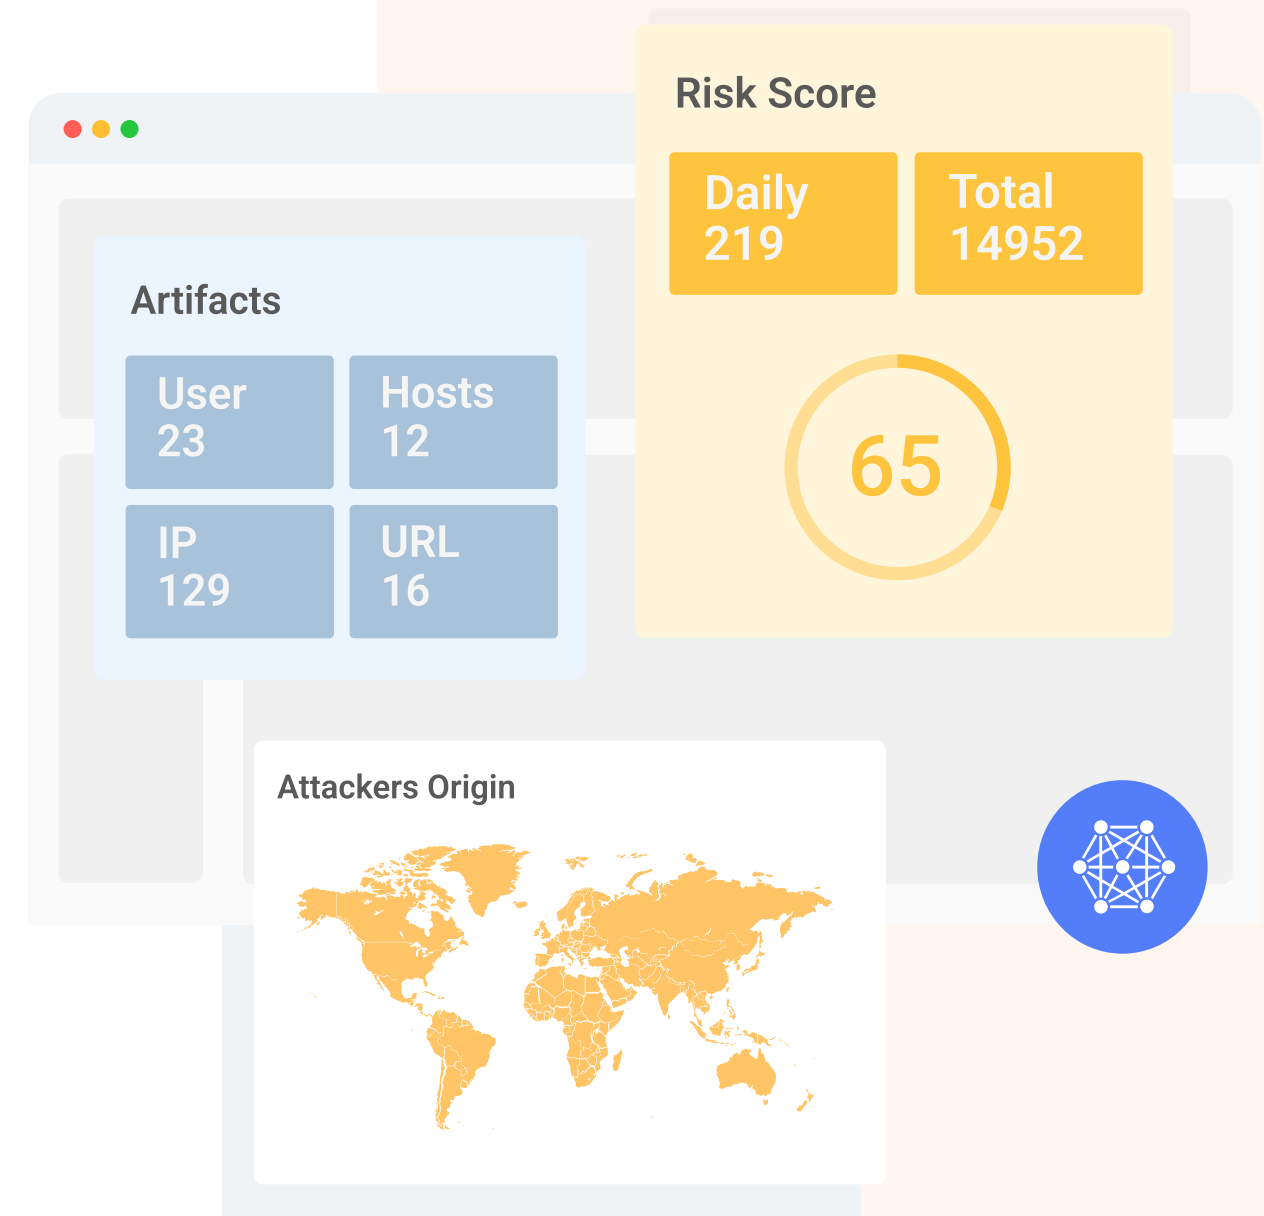 Risk Score
Daily
219
Total
14952
65
Artifacts
User
23
Hosts
12
IP
129
URL
16
Attackers Origin